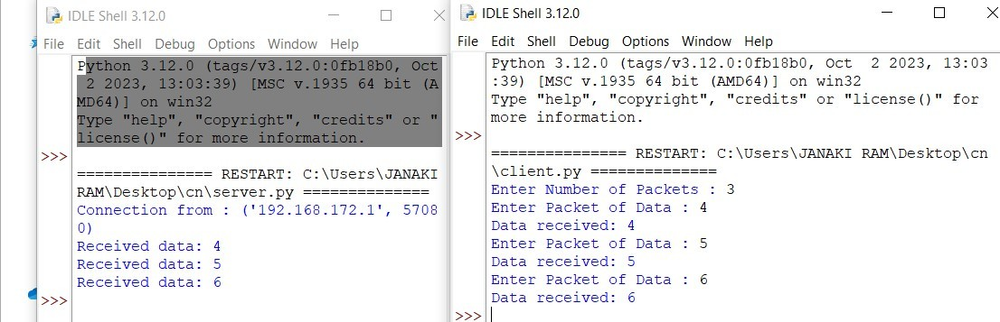 IDLE Shell 3.12.0
File Edit Shell Debug Options Window Help
Python 3.12.0 (tags/v3.12.0:0fb18b0, Oct
2 2023, 13:03:39) [MSC v.1935 64 bit (A
MD64)] on win32
Type "help", "copyright", "credits" or "
license()" for more information.
>>>
=============== RESTART: C:\Users\JANAKI
RAM\Desktop\cn\server.py ==============
Connection from : ('192.168.172.1', 5708
0)
Received data: 4
Received data: 5
Received data: 6
>>>
IDLE Shell 3.12.0
File Edit Shell Debug Options Window Help
Python 3.12.0 (tags/v3.12.0:0fb18b0, Oct  2 2023, 13:03
:39) [MSC v.1935 64 bit (AMD64)] on win32
Type "help", "copyright", "credits" or "license()" for
more information.
>>>
=============== RESTART: C:\Users\JANAKI RAM\Desktop\cn
\client.py ==============
Enter Number of Packets : 3
Enter Packet of Data : 4
Data received: 4
Enter Packet of Data : 5
Data received: 5
Enter Packet of Data : 6
Data received: 6
>>>